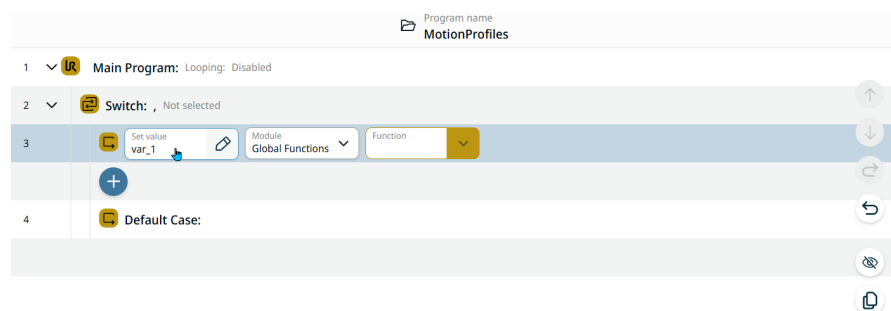 Program name
MotionProfiles
1 UR Main Program: Looping: Disabled
2 Switch: , Not selected
3 Set value var_1 Module Global Functions Function
4 Default Case: